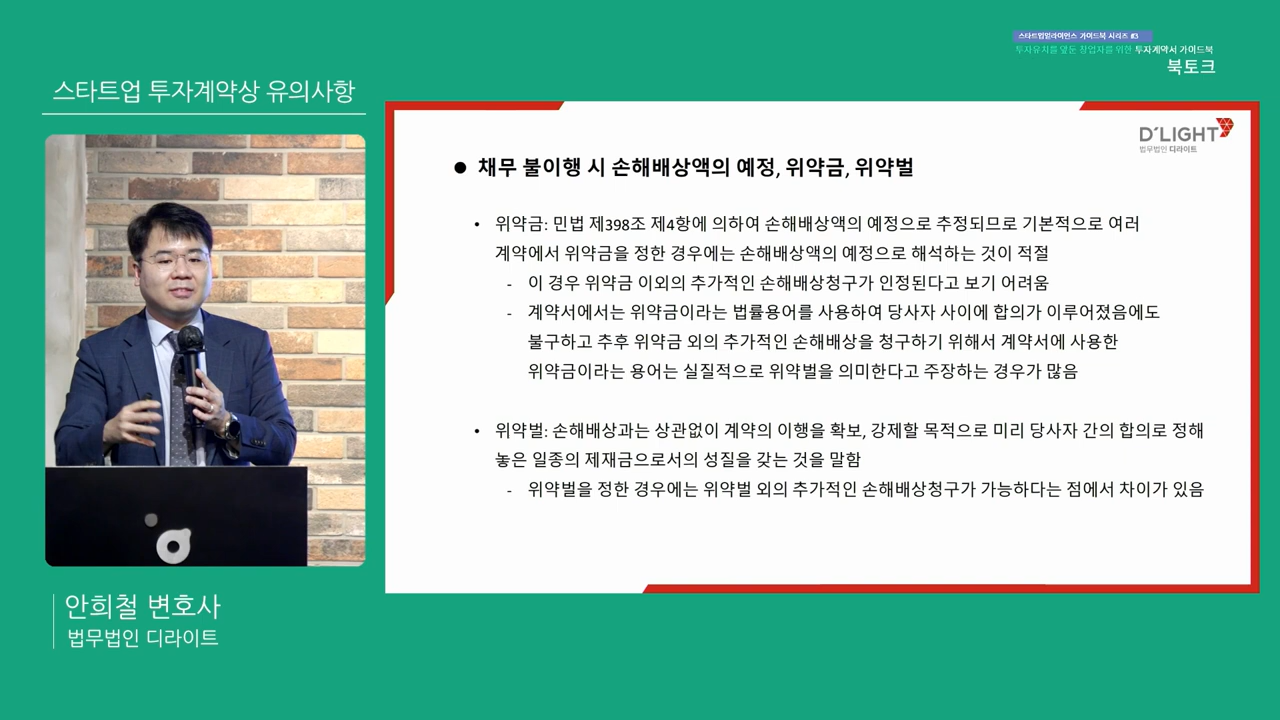 스타트업얼라이언스 가이드북 시리즈 #3
투자유치를 앞둔 창업자를 위한 투자계약서 가이드북
북토크
스타트업 투자계약상 유의사항
D'LIGHT
법무법인 디라이트
● 채무 불이행 시 손해배상액의 예정, 위약금, 위약벌
• 위약금: 민법 제398조 제4항에 의하여 손해배상액의 예정으로 추정되므로 기본적으로 여러
계약에서 위약금을 정한 경우에는 손해배상액의 예정으로 해석하는 것이 적절
- 이 경우 위약금 이외의 추가적인 손해배상청구가 인정된다고 보기 어려움
- 계약서에서는 위약금이라는 법률용어를 사용하여 당사자 사이에 합의가 이루어졌음에도
불구하고 추후 위약금 외의 추가적인 손해배상을 청구하기 위해서 계약서에 사용한
위약금이라는 용어는 실질적으로 위약벌을 의미한다고 주장하는 경우가 많음
• 위약벌: 손해배상과는 상관없이 계약의 이행을 확보, 강제할 목적으로 미리 당사자 간의 합의로 정해
놓은 일종의 제재금으로서의 성질을 갖는 것을 말함
- 위약벌을 정한 경우에는 위약벌 외의 추가적인 손해배상청구가 가능하다는 점에서 차이가 있음
안희철 변호사
법무법인 디라이트